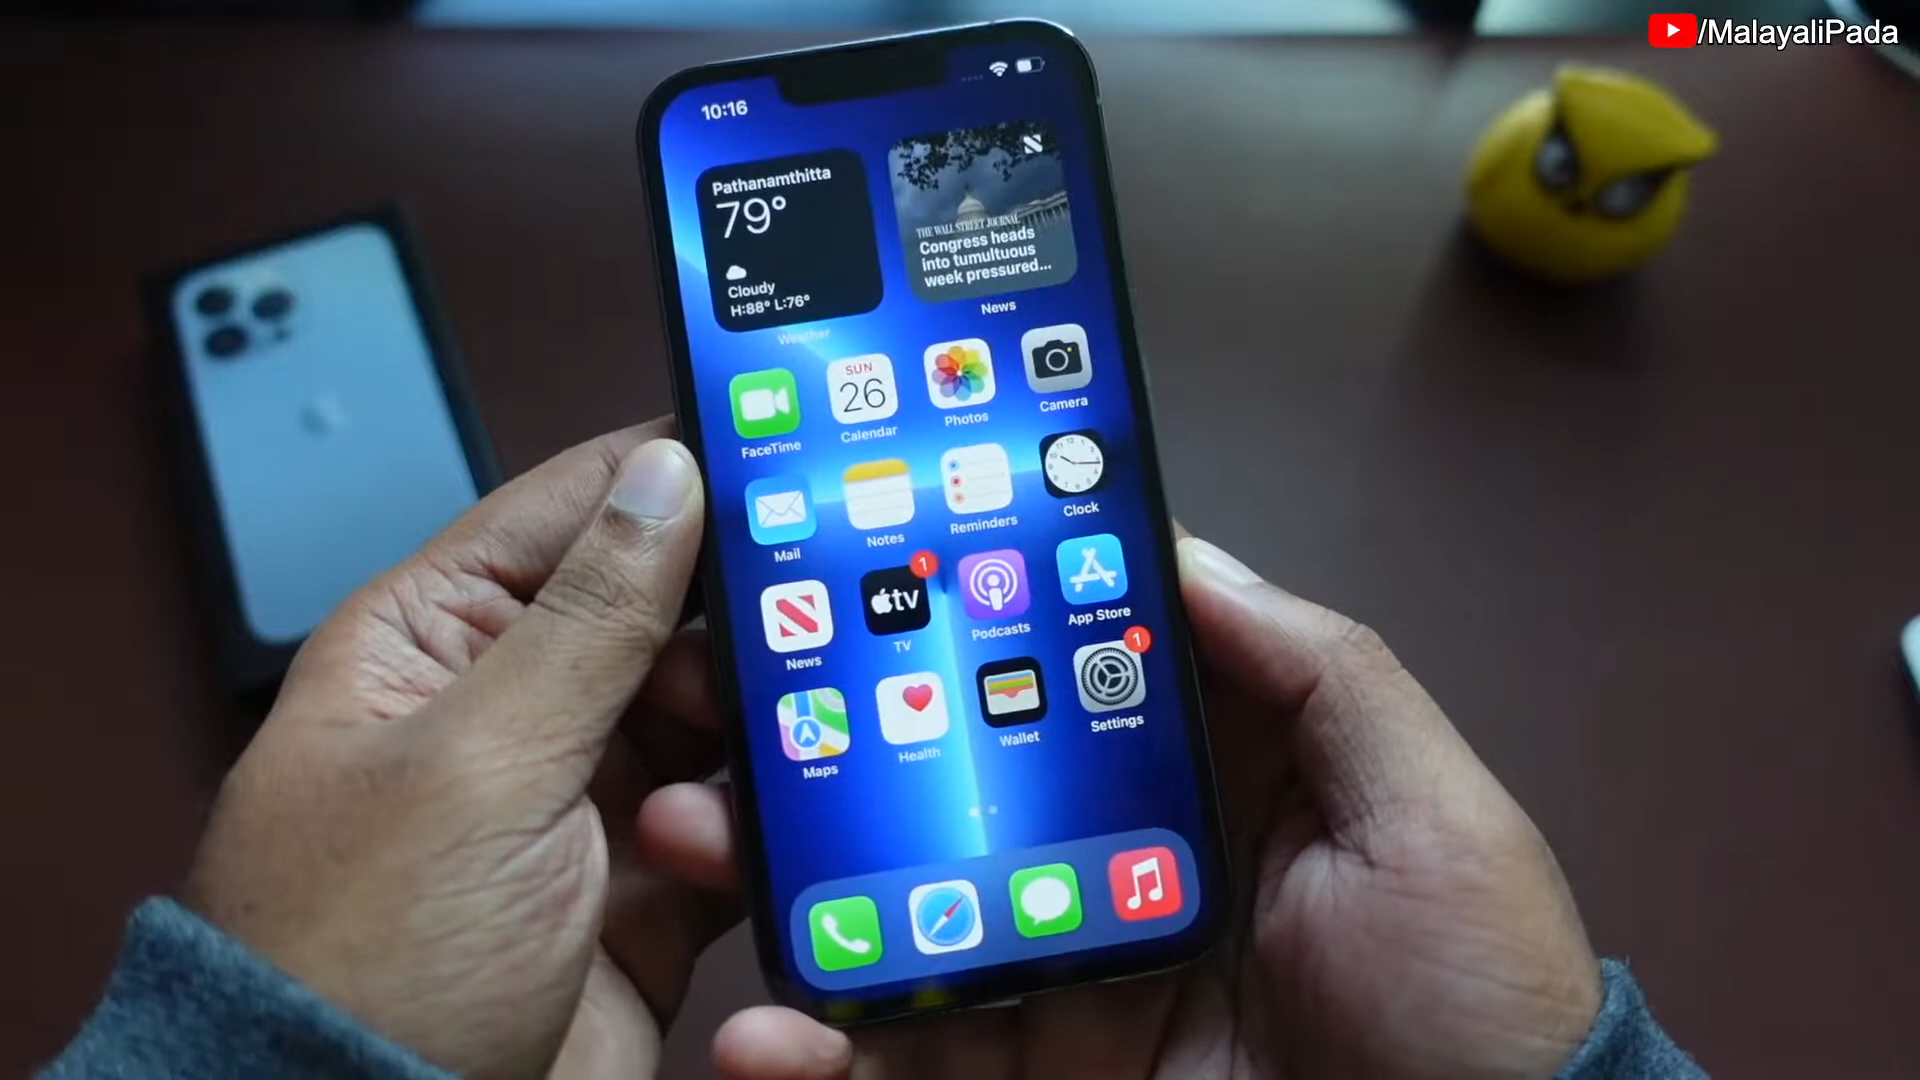 /MalayaliPada
10:16
Pathanamthitta
79°
Cloudy
H:88° L:76°
Weather
THE WALL STREET JOURNAL
Congress heads
into tumultuous
week pressured...
News
FaceTime
SUN
26
Calendar
Photos
Camera
Mail
Notes
Reminders
Clock
News
tv
1
TV
Podcasts
App Store
Maps
Health
Wallet
1
Settings